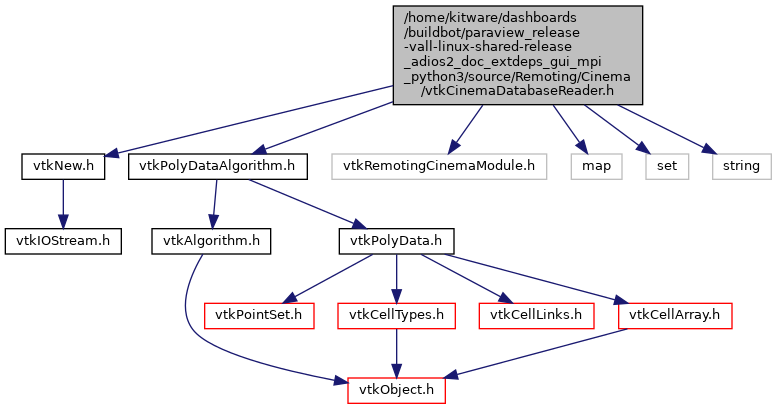 /home/kitware/dashboards
/buildbot/paraview_release
-vall-linux-shared-release
_adios2_doc_extdeps_gui_mpi
_python3/source/Remoting/Cinema
/vtkCinemaDatabaseReader.h
vtkNew.h
vtkPolyDataAlgorithm.h
vtkRemotingCinemaModule.h
map
set
string
vtkIOStream.h
vtkAlgorithm.h
vtkPolyData.h
vtkPointSet.h
vtkCellTypes.h
vtkCellLinks.h
vtkCellArray.h
vtkObject.h